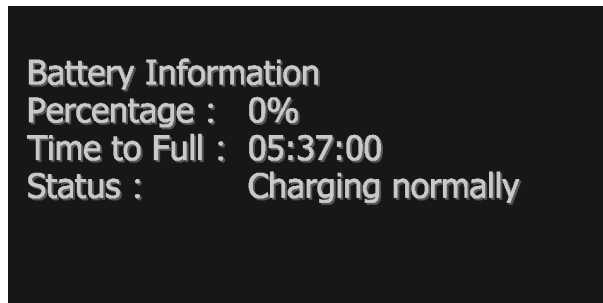 Battery Information
Percentage : 0%
Time to Full : 05:37:00
Status : Charging normally